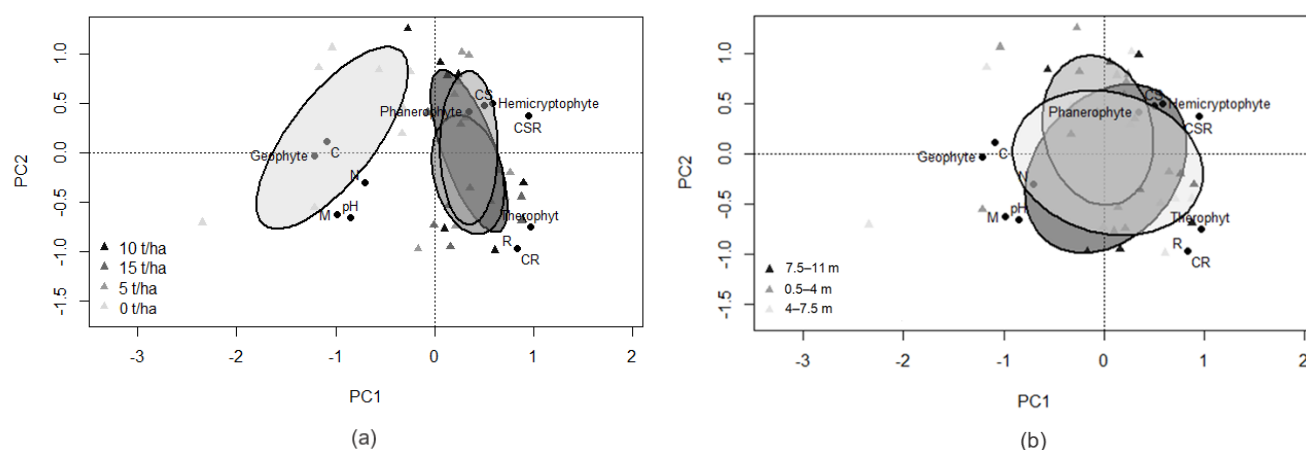 1.0
0.5
0.0
-0.5
-1.0
-1.5
PC2
CS
Hemicryptophyte
Phanerophyte
CSR
Geophyte
C
N
M
pH
Therophyt
R
CR
10 t/ha
15 t/ha
5 t/ha
0 t/ha
-3 -2 -1 0 1 2
PC1
(a)
1.0
0.5
0.0
-0.5
-1.0
-1.5
PC2
CS
Hemicryptophyte
Phanerophyte
CSR
Geophyte
C
N
M
pH
Therophyt
R
CR
7.5–11 m
0.5–4 m
4–7.5 m
-3 -2 -1 0 1 2
PC1
(b)